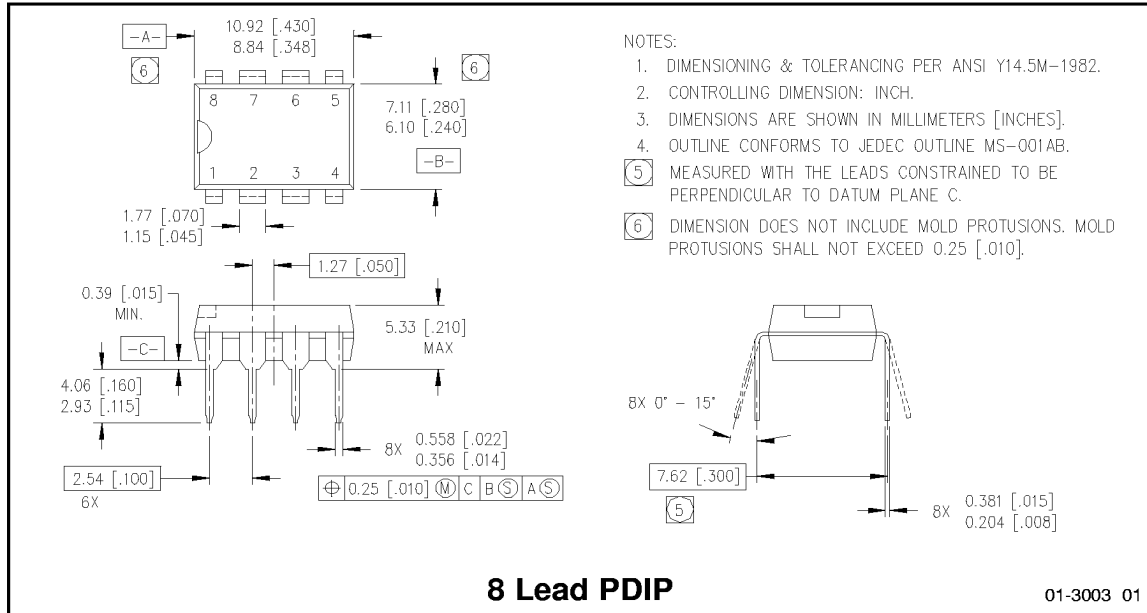 -A-
10.92 [.430]
8.84 [.348]
6
6
8 7 6 5
1 2 3 4
7.11 [.280]
6.10 [.240]
-B-
1.77 [.070]
1.15 [.045]
1.27 [.050]
0.39 [.015]
MIN.
-C-
5.33 [.210]
MAX
4.06 [.160]
2.93 [.115]
8X 0.558 [.022]
0.356 [.014]
2.54 [.100]
6X
⌖ 0.25 [.010] Ⓜ C B Ⓢ A Ⓢ
NOTES:
1. DIMENSIONING & TOLERANCING PER ANSI Y14.5M-1982.
2. CONTROLLING DIMENSION: INCH.
3. DIMENSIONS ARE SHOWN IN MILLIMETERS [INCHES].
4. OUTLINE CONFORMS TO JEDEC OUTLINE MS-001AB.
5 MEASURED WITH THE LEADS CONSTRAINED TO BE
PERPENDICULAR TO DATUM PLANE C.
6 DIMENSION DOES NOT INCLUDE MOLD PROTUSIONS. MOLD
PROTUSIONS SHALL NOT EXCEED 0.25 [.010].
8X 0° - 15°
7.62 [.300]
5
8X 0.381 [.015]
0.204 [.008]
8 Lead PDIP
01-3003 01